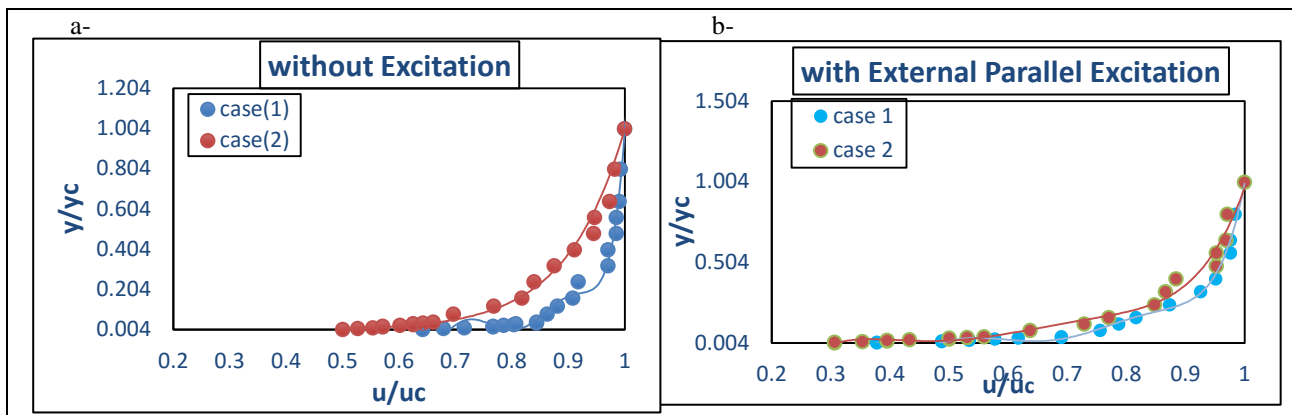 a-
without Excitation
1.204
1.004
0.804
0.604
0.404
0.204
0.004
y/yc
case(1)
case(2)
0.2 0.3 0.4 0.5 0.6 0.7 0.8 0.9 1
u/uc
b-
with External Parallel Excitation
1.504
1.004
0.504
0.004
y/yc
case 1
case 2
0.2 0.3 0.4 0.5 0.6 0.7 0.8 0.9 1
u/uc